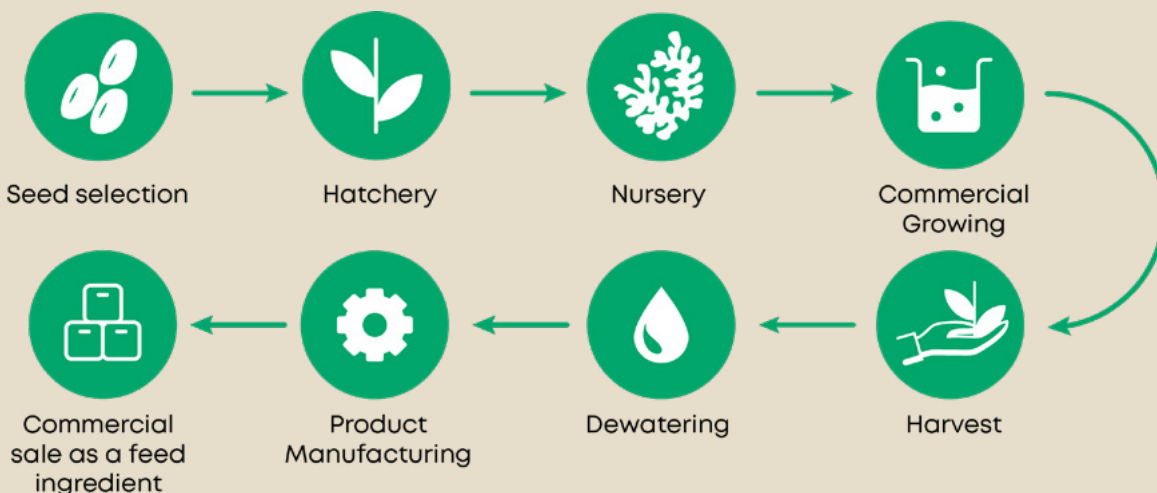 Seed selection
Hatchery
Nursery
Commercial
Growing
Harvest
Dewatering
Product
Manufacturing
Commercial
sale as a feed
ingredient